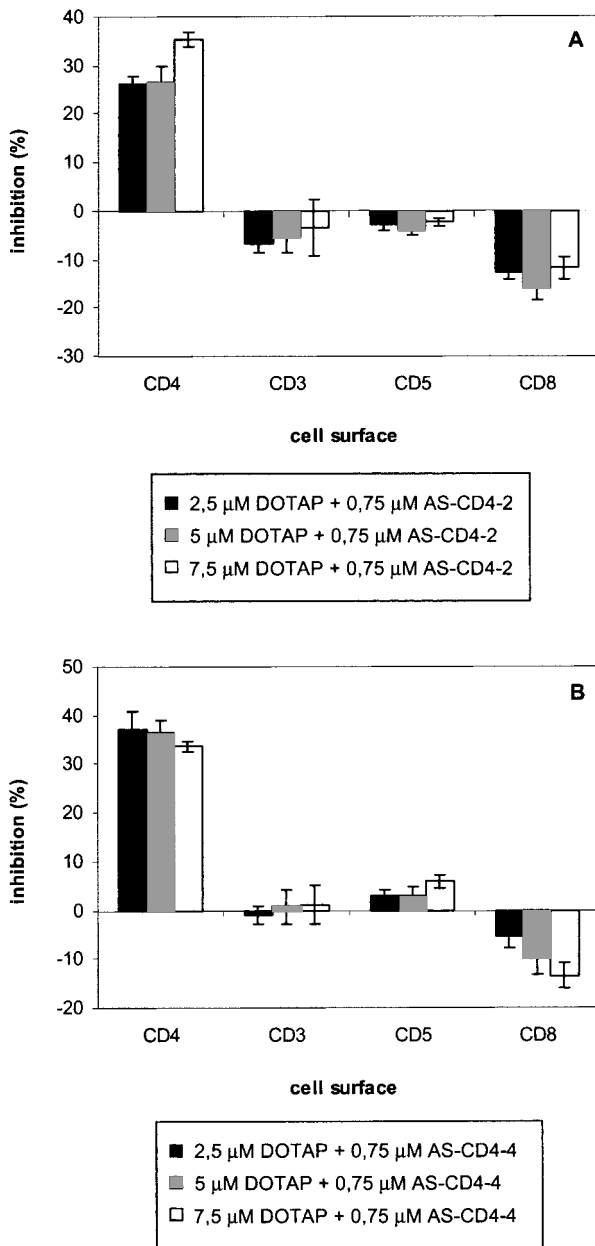 A
40
30
20
10
0
-10
-20
-30
inhibition (%)
CD4 CD3 CD5 CD8
cell surface
2,5 µM DOTAP + 0,75 µM AS-CD4-2
5 µM DOTAP + 0,75 µM AS-CD4-2
7,5 µM DOTAP + 0,75 µM AS-CD4-2
B
50
40
30
20
10
0
-10
-20
inhibition (%)
CD4 CD3 CD5 CD8
cell surface
2,5 µM DOTAP + 0,75 µM AS-CD4-4
5 µM DOTAP + 0,75 µM AS-CD4-4
7,5 µM DOTAP + 0,75 µM AS-CD4-4